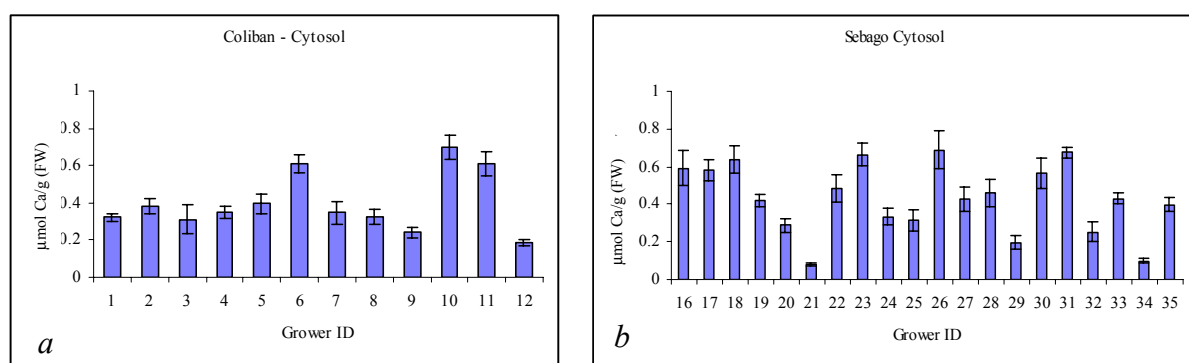 Coliban - Cytosol
µmol Ca/g (FW)
1
0.8
0.6
0.4
0.2
0
1 2 3 4 5 6 7 8 9 10 11 12
Grower ID
a
Sebago Cytosol
µmol Ca/g (FW)
1
0.8
0.6
0.4
0.2
0
16 17 18 19 20 21 22 23 24 25 26 27 28 29 30 31 32 33 34 35
Grower ID
b